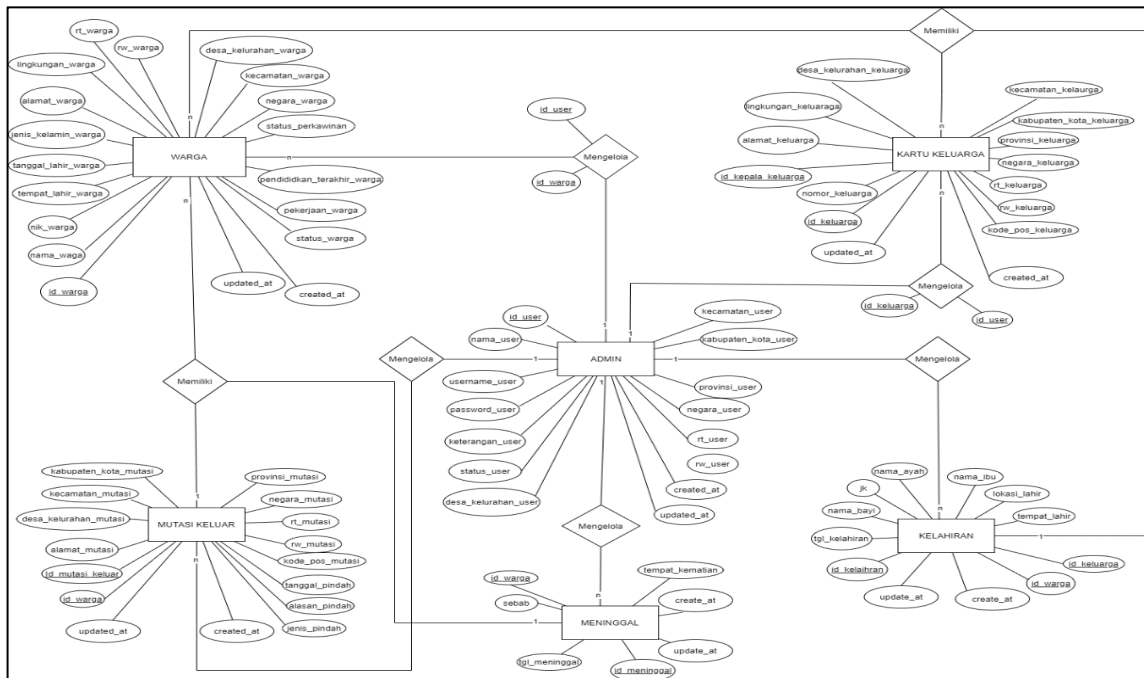 rt_warga
rw_warga
lingkungan_warga
desa_kelurahan_warga
kecamatan_warga
alamat_warga
negara_warga
jenis_kelamin_warga
status_perkawinan
WARGA
n
n
n
tanggal_lahir_warga
pendididkan_terakhir_warga
tempat_lahir_warga
pekerjaan_warga
nik_warga
status_warga
nama_waga
updated_at
id_warga
created_at
Memiliki
id_user
Mengelola
id_warga
desa_kelurahan_keluarga
kecamatan_kelaurga
lingkungan_keluaraga
kabupaten_kota_keluarga
n
alamat_keluarga
KARTU KELUARGA
provinsi_keluarga
negara_keluarga
id_kepala_keluarga
n
rt_keluarga
nomor_keluarga
rw_keluarga
id_keluarga
kode_pos_keluarga
updated_at
created_at
Mengelola
id_keluarga
id_user
id_user
kecamatan_user
1
1
nama_user
kabupaten_kota_user
Mengelola
1
ADMIN
1
Mengelola
1
username_user
provinsi_user
password_user
negara_user
keterangan_user
rt_user
status_user
rw_user
desa_kelurahan_user
created_at
updated_at
Memiliki
1
kabupaten_kota_mutasi
provinsi_mutasi
kecamatan_mutasi
negara_mutasi
desa_kelurahan_mutasi
MUTASI KELUAR
rt_mutasi
rw_mutasi
alamat_mutasi
n
kode_pos_mutasi
id_mutasi_keluar
tanggal_pindah
id_warga
alasan_pindah
updated_at
created_at
jenis_pindah
Mengelola
n
id_warga
tempat_kematian
sebab
create_at
1
MENINGGAL
update_at
tgl_meninggal
id_meninggal
nama_ayah
nama_ibu
jk
n
lokasi_lahir
nama_bayi
tempat_lahir
tgl_kelahiran
KELAHIRAN
1
id_kelaihran
id_keluarga
id_warga
update_at
create_at